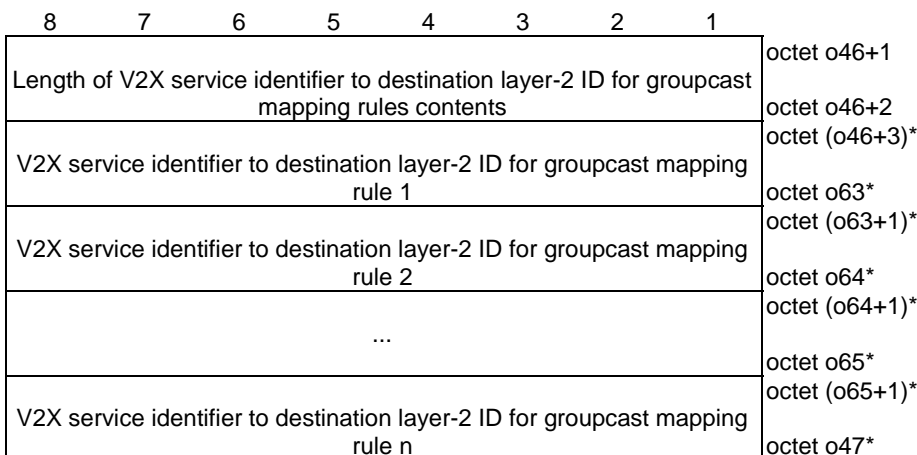 8 7 6 5 4 3 2 1
octet o46+1
Length of V2X service identifier to destination layer-2 ID for groupcast
mapping rules contents
octet o46+2
octet (o46+3)*
V2X service identifier to destination layer-2 ID for groupcast mapping
rule 1
octet o63*
octet (o63+1)*
V2X service identifier to destination layer-2 ID for groupcast mapping
rule 2
octet o64*
octet (o64+1)*
...
octet o65*
octet (o65+1)*
V2X service identifier to destination layer-2 ID for groupcast mapping
rule n
octet o47*